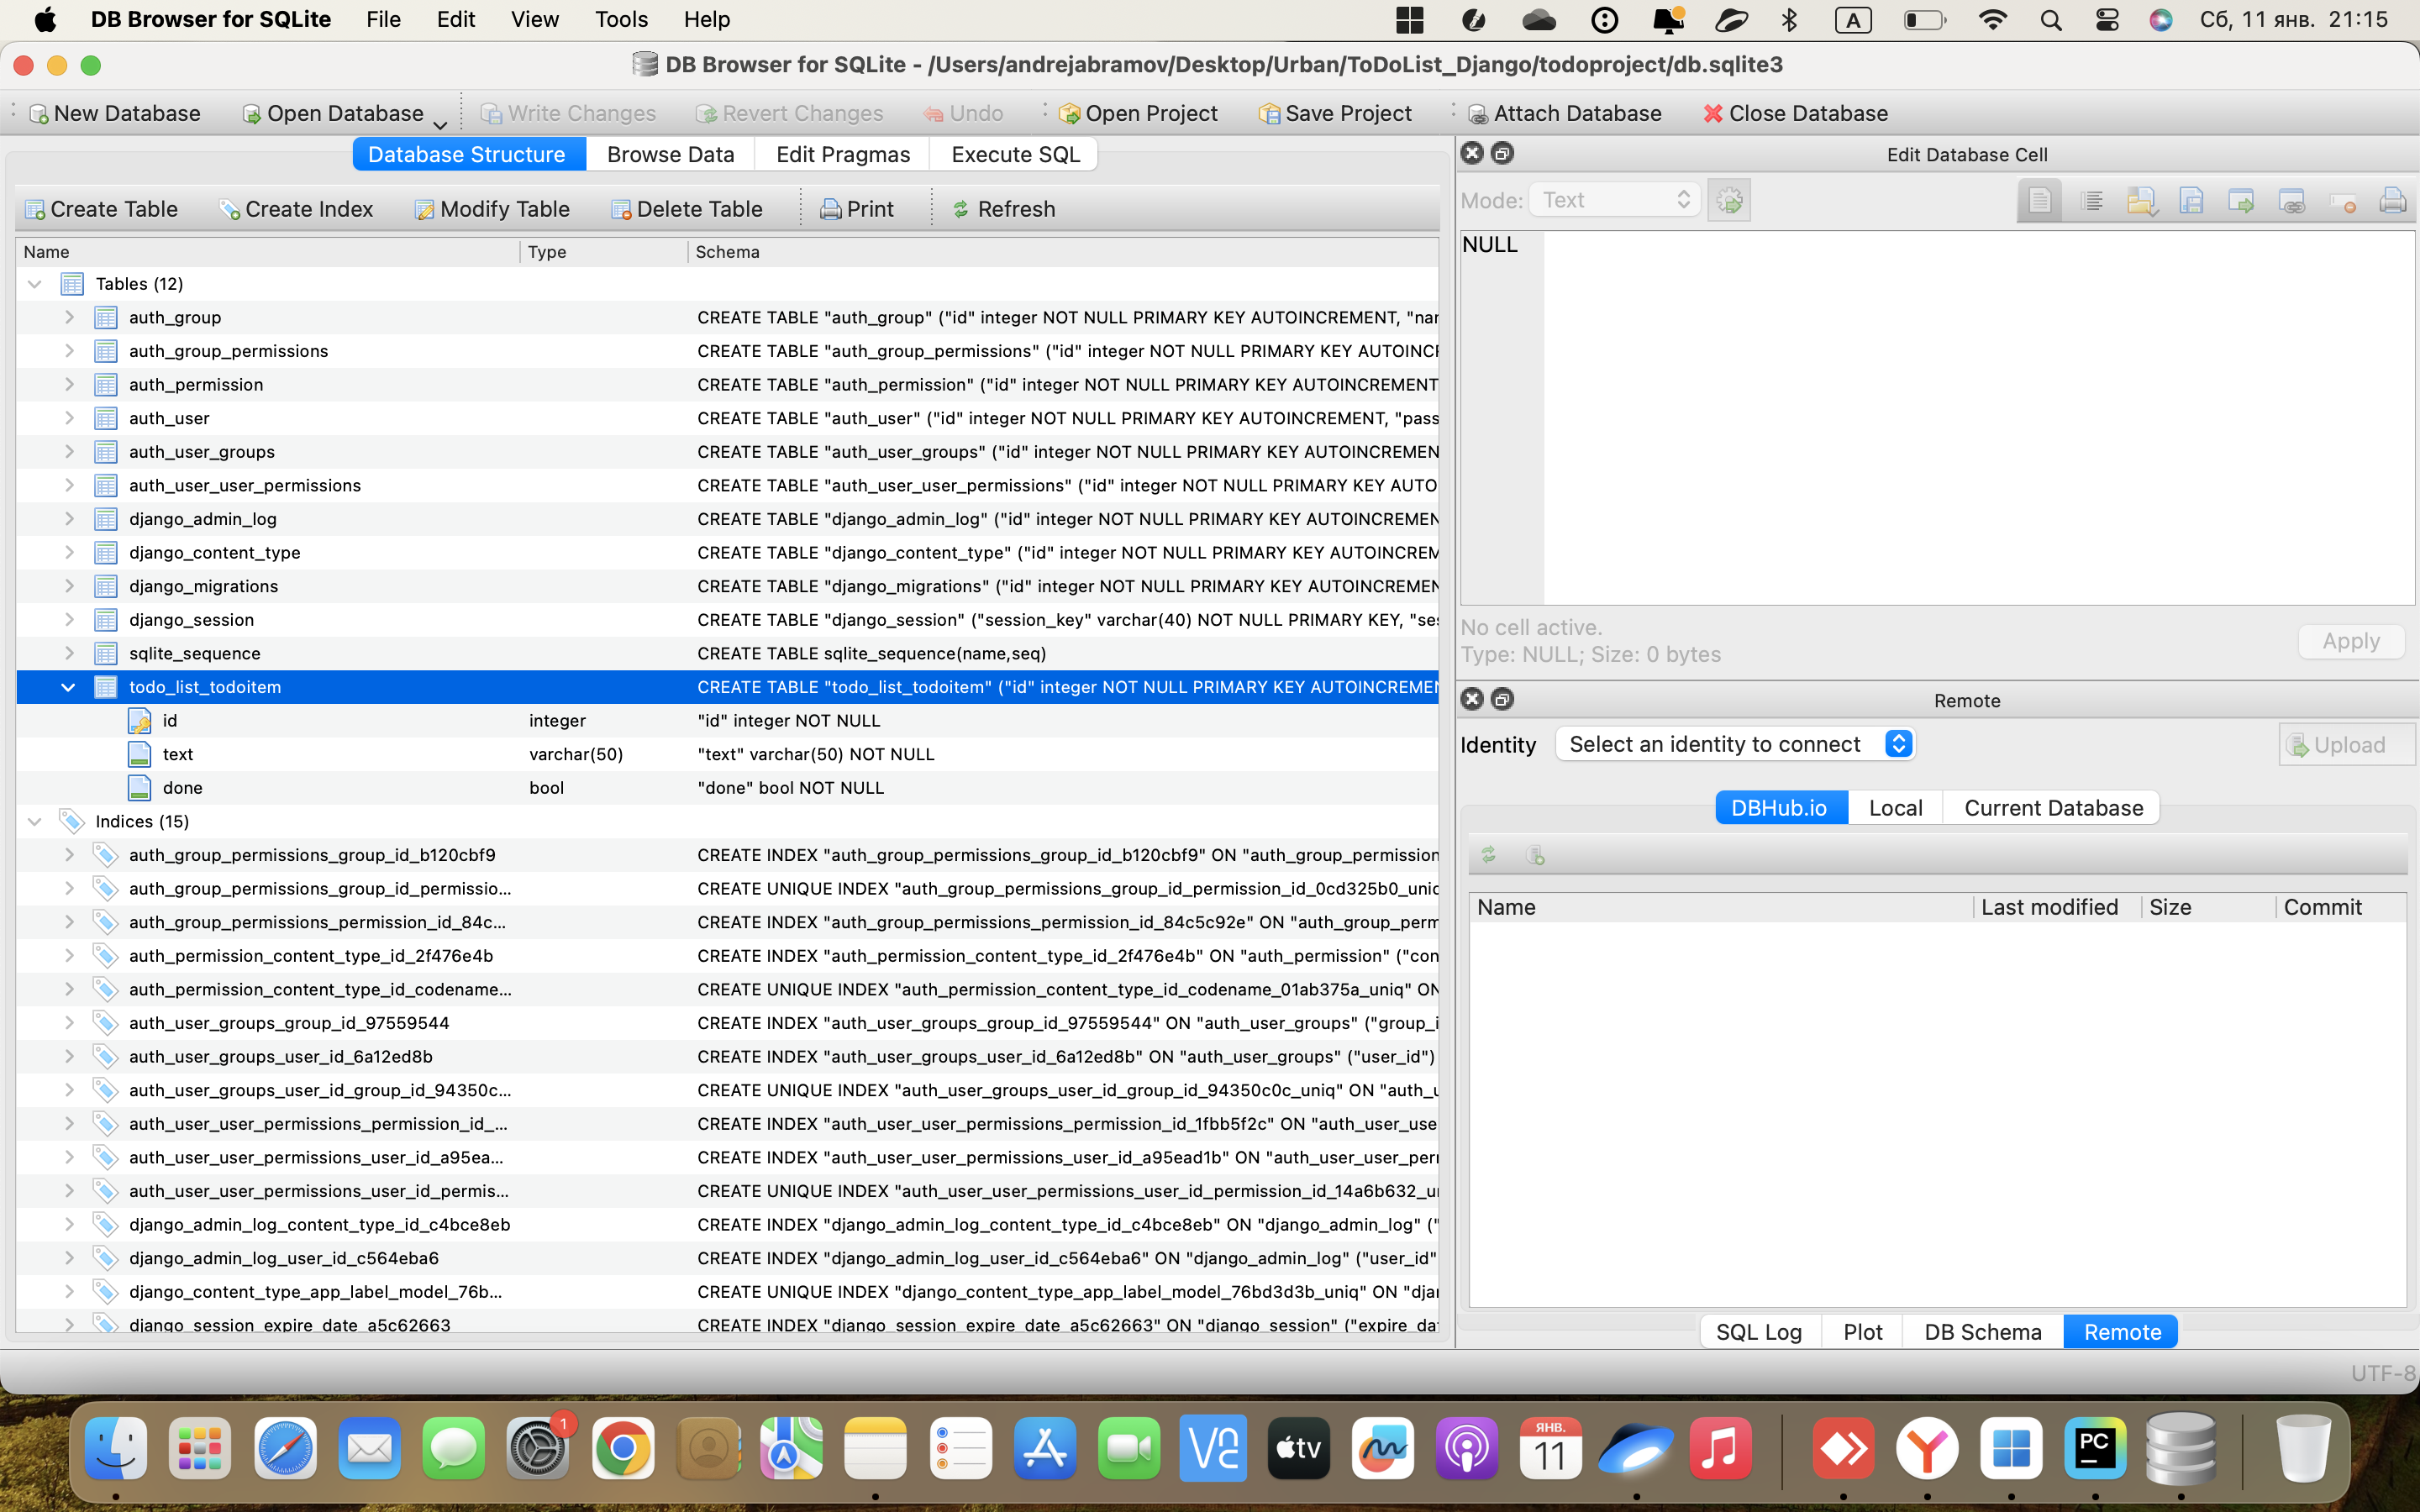 DB Browser for SQLite File Edit View Tools Help A Сб, 11 янв. 21:15
DB Browser for SQLite - /Users/andrejabramov/Desktop/Urban/ToDoList_Django/todoproject/db.sqlite3
New Database Open Database Write Changes Revert Changes Undo Open Project Save Project Attach Database Close Database
Database Structure Browse Data Edit Pragmas Execute SQL
Create Table Create Index Modify Table Delete Table Print Refresh
Name Type Schema
Tables (12)
auth_group CREATE TABLE "auth_group" ("id" integer NOT NULL PRIMARY KEY AUTOINCREMENT, "nar
auth_group_permissions CREATE TABLE "auth_group_permissions" ("id" integer NOT NULL PRIMARY KEY AUTOINCR
auth_permission CREATE TABLE "auth_permission" ("id" integer NOT NULL PRIMARY KEY AUTOINCREMENT
auth_user CREATE TABLE "auth_user" ("id" integer NOT NULL PRIMARY KEY AUTOINCREMENT, "pass
auth_user_groups CREATE TABLE "auth_user_groups" ("id" integer NOT NULL PRIMARY KEY AUTOINCREMEN
auth_user_user_permissions CREATE TABLE "auth_user_user_permissions" ("id" integer NOT NULL PRIMARY KEY AUTO
django_admin_log CREATE TABLE "django_admin_log" ("id" integer NOT NULL PRIMARY KEY AUTOINCREMEN
django_content_type CREATE TABLE "django_content_type" ("id" integer NOT NULL PRIMARY KEY AUTOINCREM
django_migrations CREATE TABLE "django_migrations" ("id" integer NOT NULL PRIMARY KEY AUTOINCREMEN
django_session CREATE TABLE "django_session" ("session_key" varchar(40) NOT NULL PRIMARY KEY, "ses
sqlite_sequence CREATE TABLE sqlite_sequence(name,seq)
todo_list_todoitem CREATE TABLE "todo_list_todoitem" ("id" integer NOT NULL PRIMARY KEY AUTOINCREMEN
id integer "id" integer NOT NULL
text varchar(50) "text" varchar(50) NOT NULL
done bool "done" bool NOT NULL
Indices (15)
auth_group_permissions_group_id_b120cbf9 CREATE INDEX "auth_group_permissions_group_id_b120cbf9" ON "auth_group_permission
auth_group_permissions_group_id_permissio... CREATE UNIQUE INDEX "auth_group_permissions_group_id_permission_id_0cd325b0_unic
auth_group_permissions_permission_id_84c... CREATE INDEX "auth_group_permissions_permission_id_84c5c92e" ON "auth_group_perm
auth_permission_content_type_id_2f476e4b CREATE INDEX "auth_permission_content_type_id_2f476e4b" ON "auth_permission" ("con
auth_permission_content_type_id_codename... CREATE UNIQUE INDEX "auth_permission_content_type_id_codename_01ab375a_uniq" ON
auth_user_groups_group_id_97559544 CREATE INDEX "auth_user_groups_group_id_97559544" ON "auth_user_groups" ("group_i
auth_user_groups_user_id_6a12ed8b CREATE INDEX "auth_user_groups_user_id_6a12ed8b" ON "auth_user_groups" ("user_id")
auth_user_groups_user_id_group_id_94350c... CREATE UNIQUE INDEX "auth_user_groups_user_id_group_id_94350c0c_uniq" ON "auth_u
auth_user_user_permissions_permission_id_... CREATE INDEX "auth_user_user_permissions_permission_id_1fbb5f2c" ON "auth_user_use
auth_user_user_permissions_user_id_a95ea... CREATE INDEX "auth_user_user_permissions_user_id_a95ead1b" ON "auth_user_user_peri
auth_user_user_permissions_user_id_permis... CREATE UNIQUE INDEX "auth_user_user_permissions_user_id_permission_id_14a6b632_ui
django_admin_log_content_type_id_c4bce8eb CREATE INDEX "django_admin_log_content_type_id_c4bce8eb" ON "django_admin_log" ("
django_admin_log_user_id_c564eba6 CREATE INDEX "django_admin_log_user_id_c564eba6" ON "django_admin_log" ("user_id"
django_content_type_app_label_model_76b... CREATE UNIQUE INDEX "django_content_type_app_label_model_76bd3d3b_uniq" ON "djai
django_session_expire_date_a5c62663 CREATE INDEX "django_session_expire_date_a5c62663" ON "django_session" ("expire_da
Edit Database Cell
Mode: Text
NULL
No cell active.
Type: NULL; Size: 0 bytes
Apply
Remote
Identity Select an identity to connect Upload
DBHub.io Local Current Database
Name Last modified Size Commit
SQL Log Plot DB Schema Remote
UTF-8
1
tv
ЯНВ.
11
PC